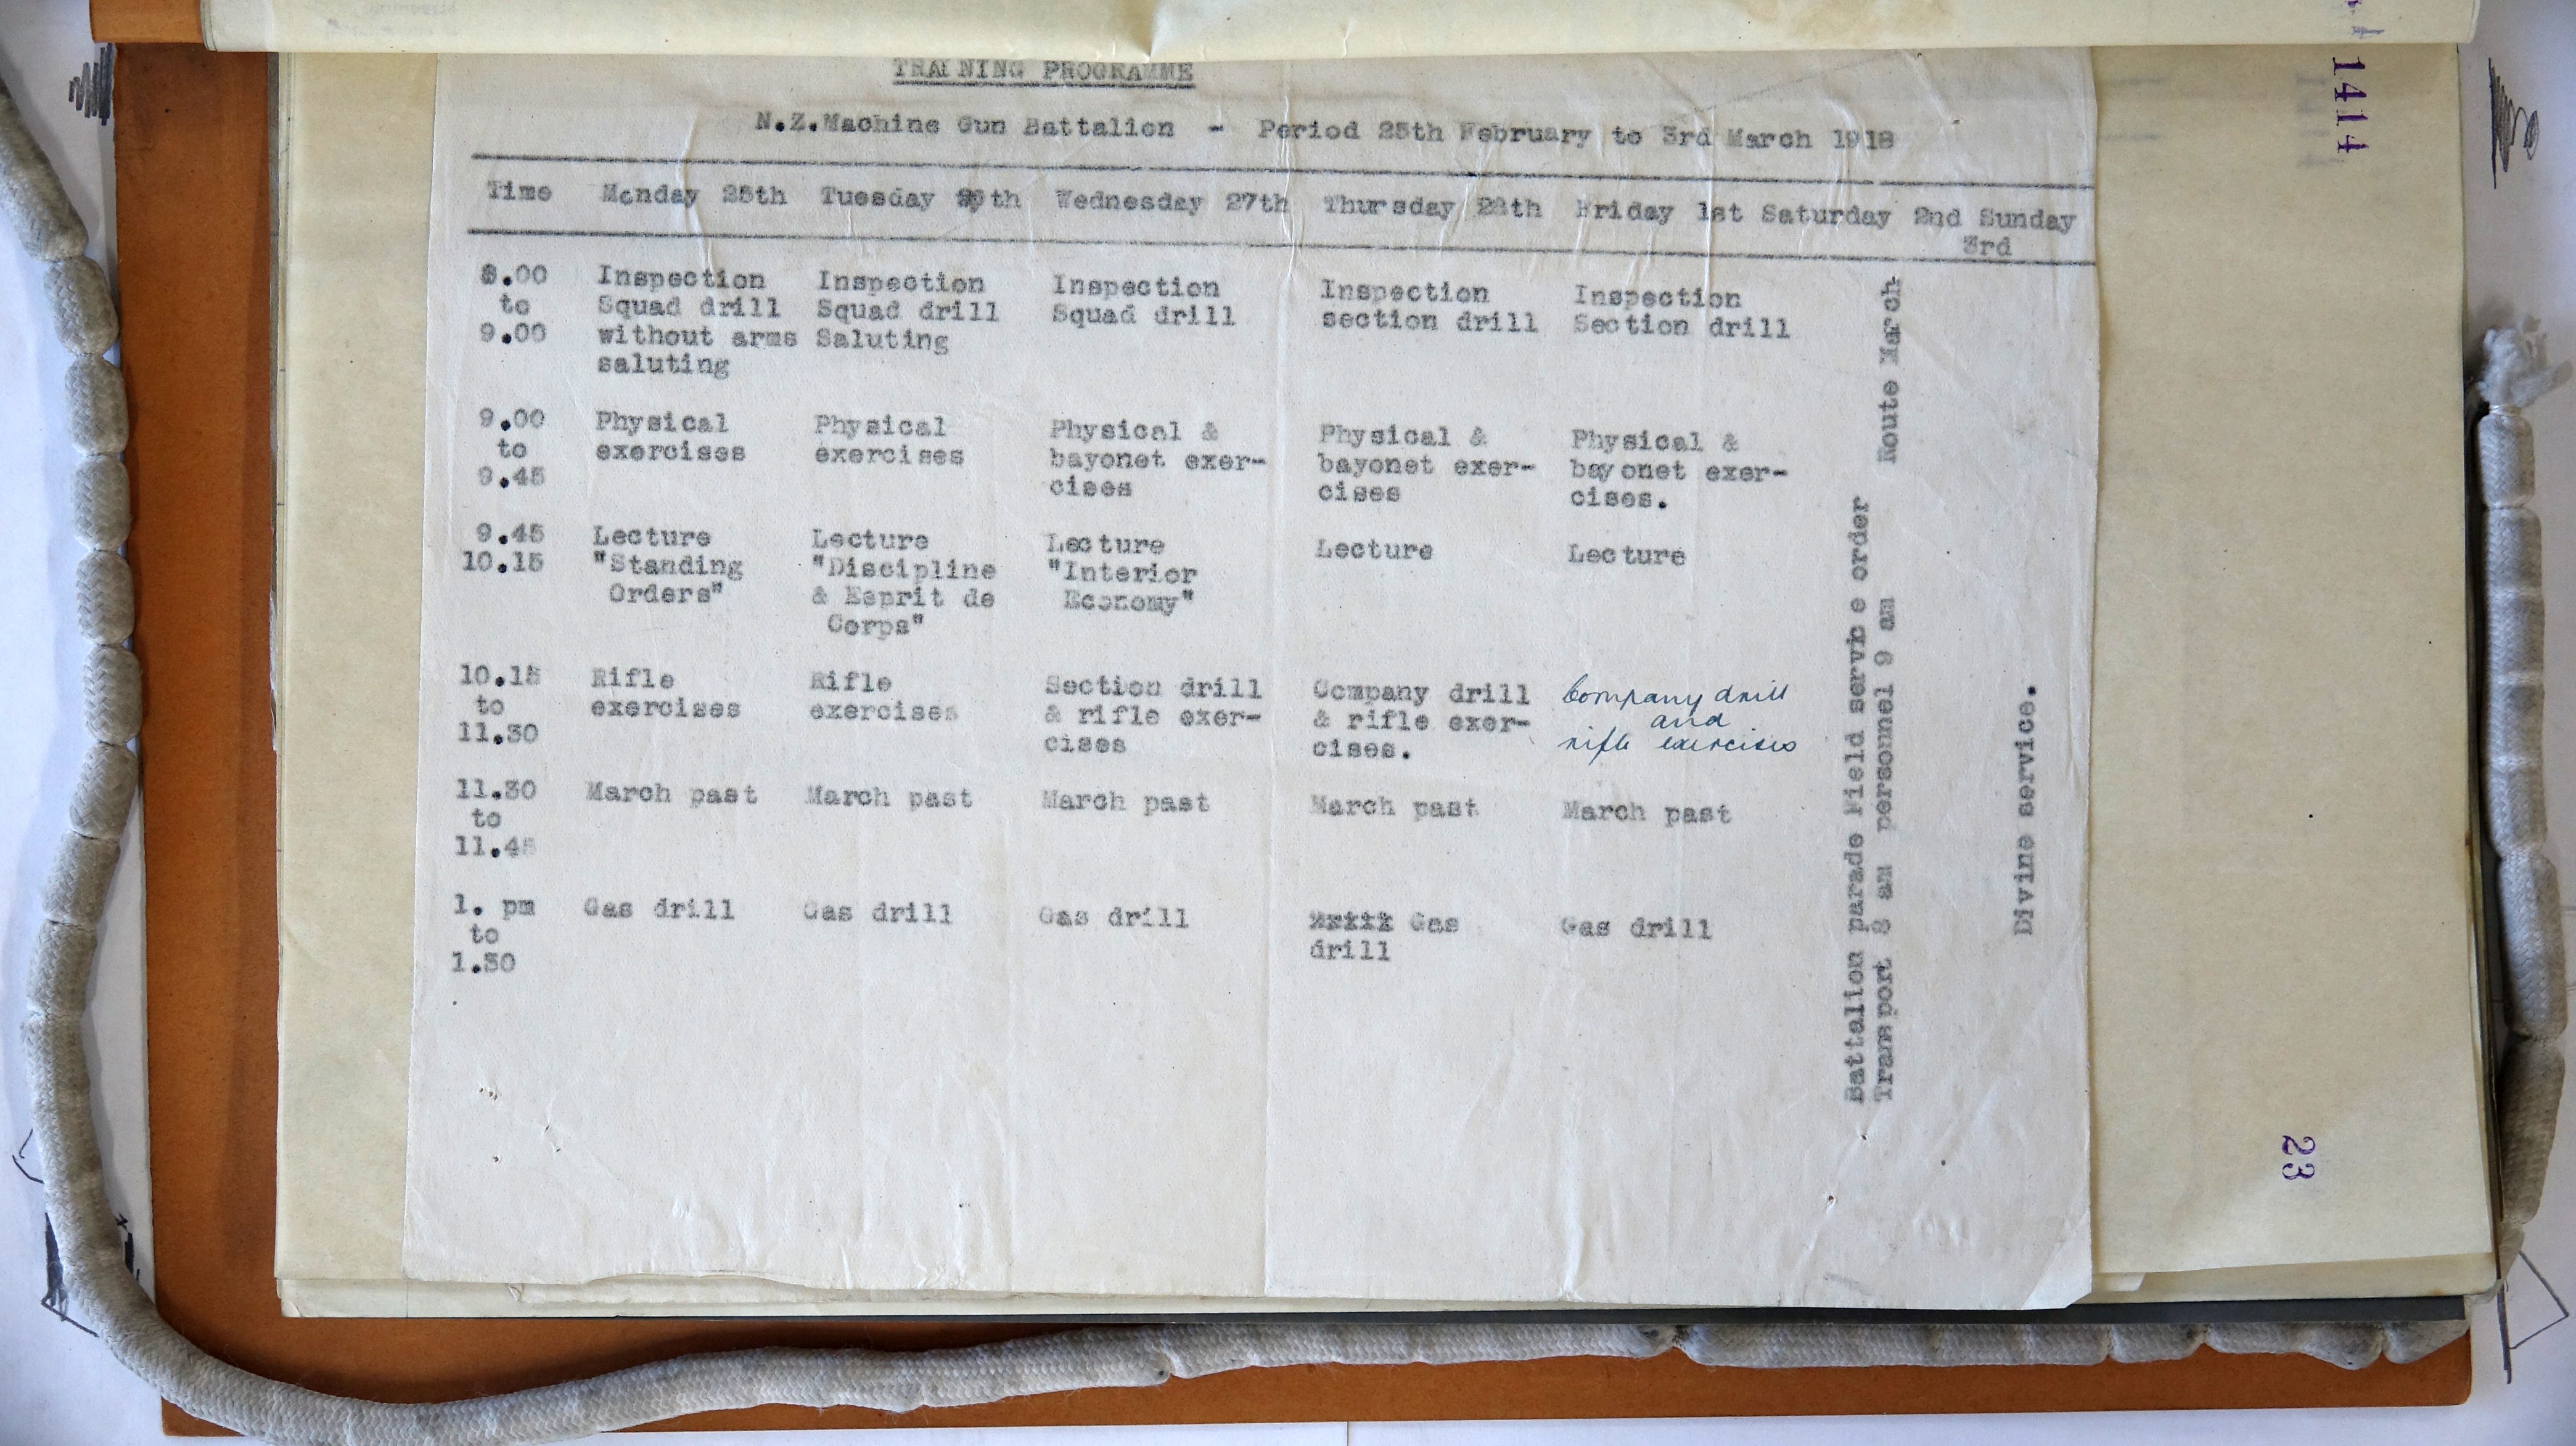 TRAINING PROGRAMME
N.Z.Machine Gun Battalion - Period 25th February to 3rd March 1918
Time Monday 25th Tuesday 26th Wednesday 27th Thursday 28th Friday 1st Saturday 2nd Sunday
3rd
8.00 Inspection Inspection Inspection Inspection Inspection
to Squad drill Squad drill Squad drill section drill Section drill
9.00 without arms Saluting
saluting
9.00 Physical Physical Physical & Physical & Physical &
to exercises exercises bayonet exer- bayonet exer- bayonet exer-
9.45 cises cises cises.
9.45 Lecture Lecture Lecture Lecture Lecture
10.15 "Standing "Discipline "Interior
Orders" & Esprit de Economy"
Corps"
10.15 Rifle Rifle Section drill Company drill Company drill
to exercises exercises & rifle exer- & rifle exer- and
11.30 cises cises. rifle exercises
11.30 March past March past March past March past March past
to
11.45
1. pm Gas drill Gas drill Gas drill Gas Gas drill
to drill
1.30
Battalion parade Field service order
Transport 8 am personnel 9 am Route March
Divine service.
1414
23